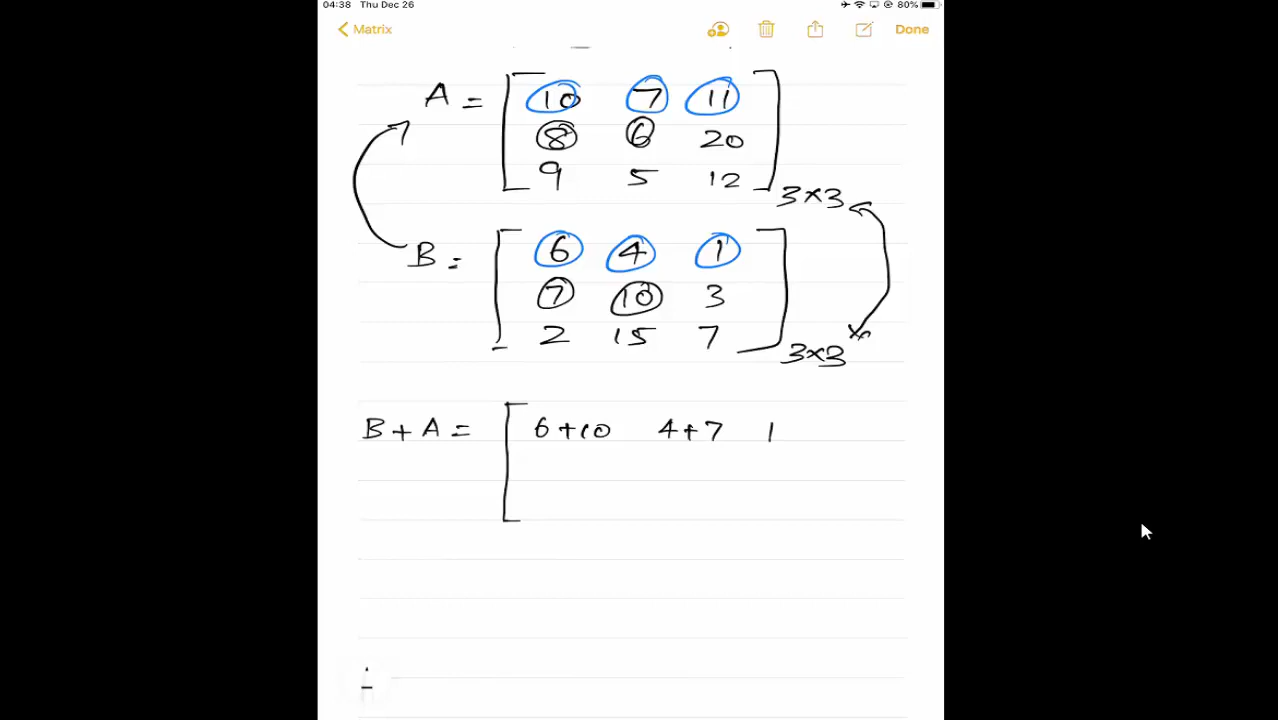 04:38 Thu Dec 26 80%
Matrix Done
A = [ 10 7 11
8 6 20
9 5 12 ] 3×3
B = [ 6 4 1
7 10 3
2 15 7 ] 3×3
B + A = [ 6+10 4+7 1